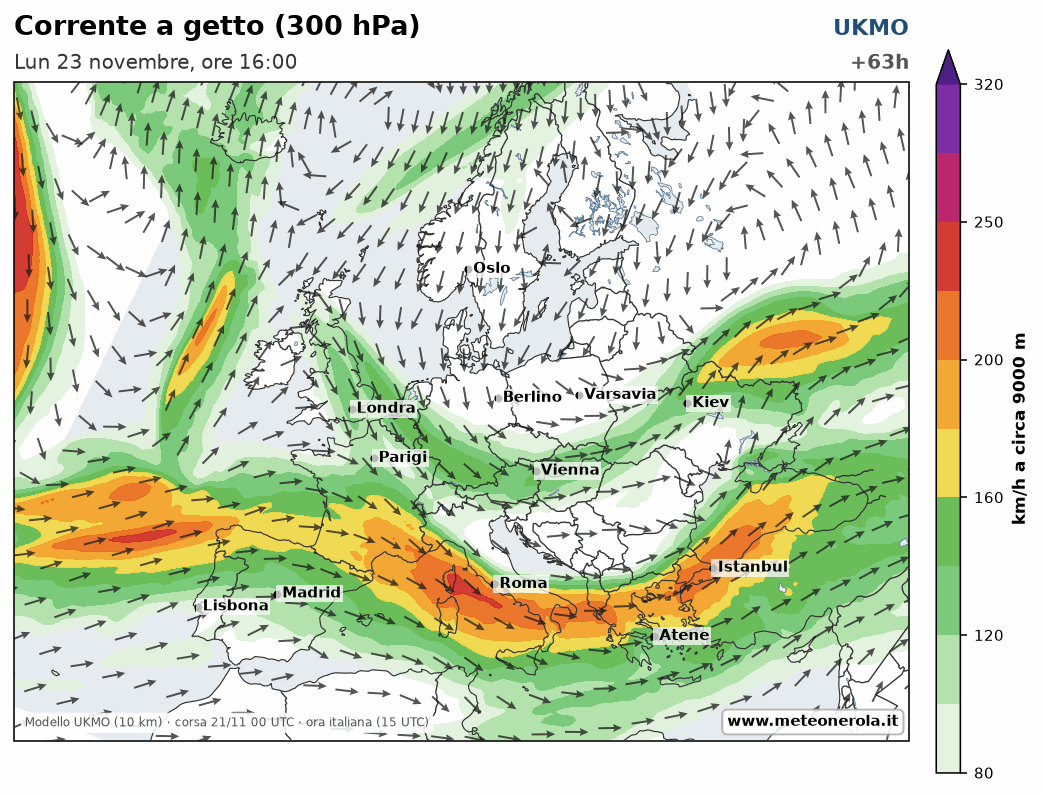 Corrente a getto (300 hPa)
UKMO
Lun 23 novembre, ore 16:00
+63h
320
250
200
160
120
80
km/h a circa 9000 m
Oslo
Berlino
Varsavia
Londra
Kiev
Parigi
Vienna
Istanbul
Roma
Madrid
Lisbona
Atene
Modello UKMO (10 km) · corsa 21/11 00 UTC · ora italiana (15 UTC)
www.meteonerola.it